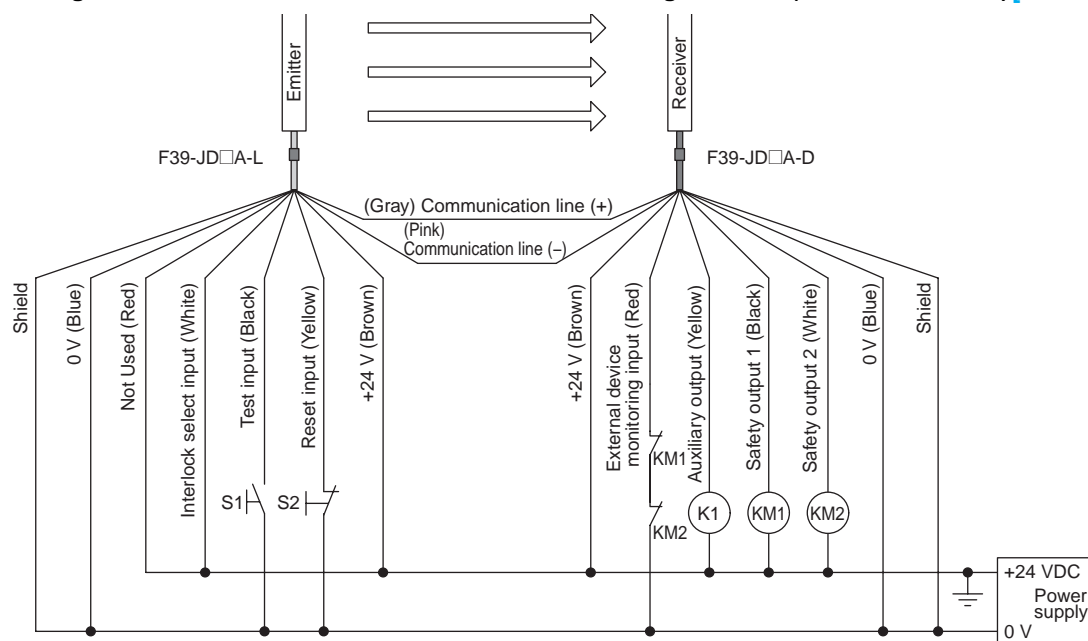 Emitter
Receiver
F39-JD□A-L
F39-JD□A-D
(Gray) Communication line (+)
(Pink)
Communication line (–)
Shield
0 V (Blue)
Not Used (Red)
Interlock select input (White)
Test input (Black)
Reset input (Yellow)
+24 V (Brown)
+24 V (Brown)
External device
monitoring input (Red)
Auxiliary output (Yellow)
Safety output 1 (Black)
Safety output 2 (White)
0 V (Blue)
Shield
S1
S2
KM1
KM2
K1
KM1
KM2
+24 VDC
Power
supply
0 V